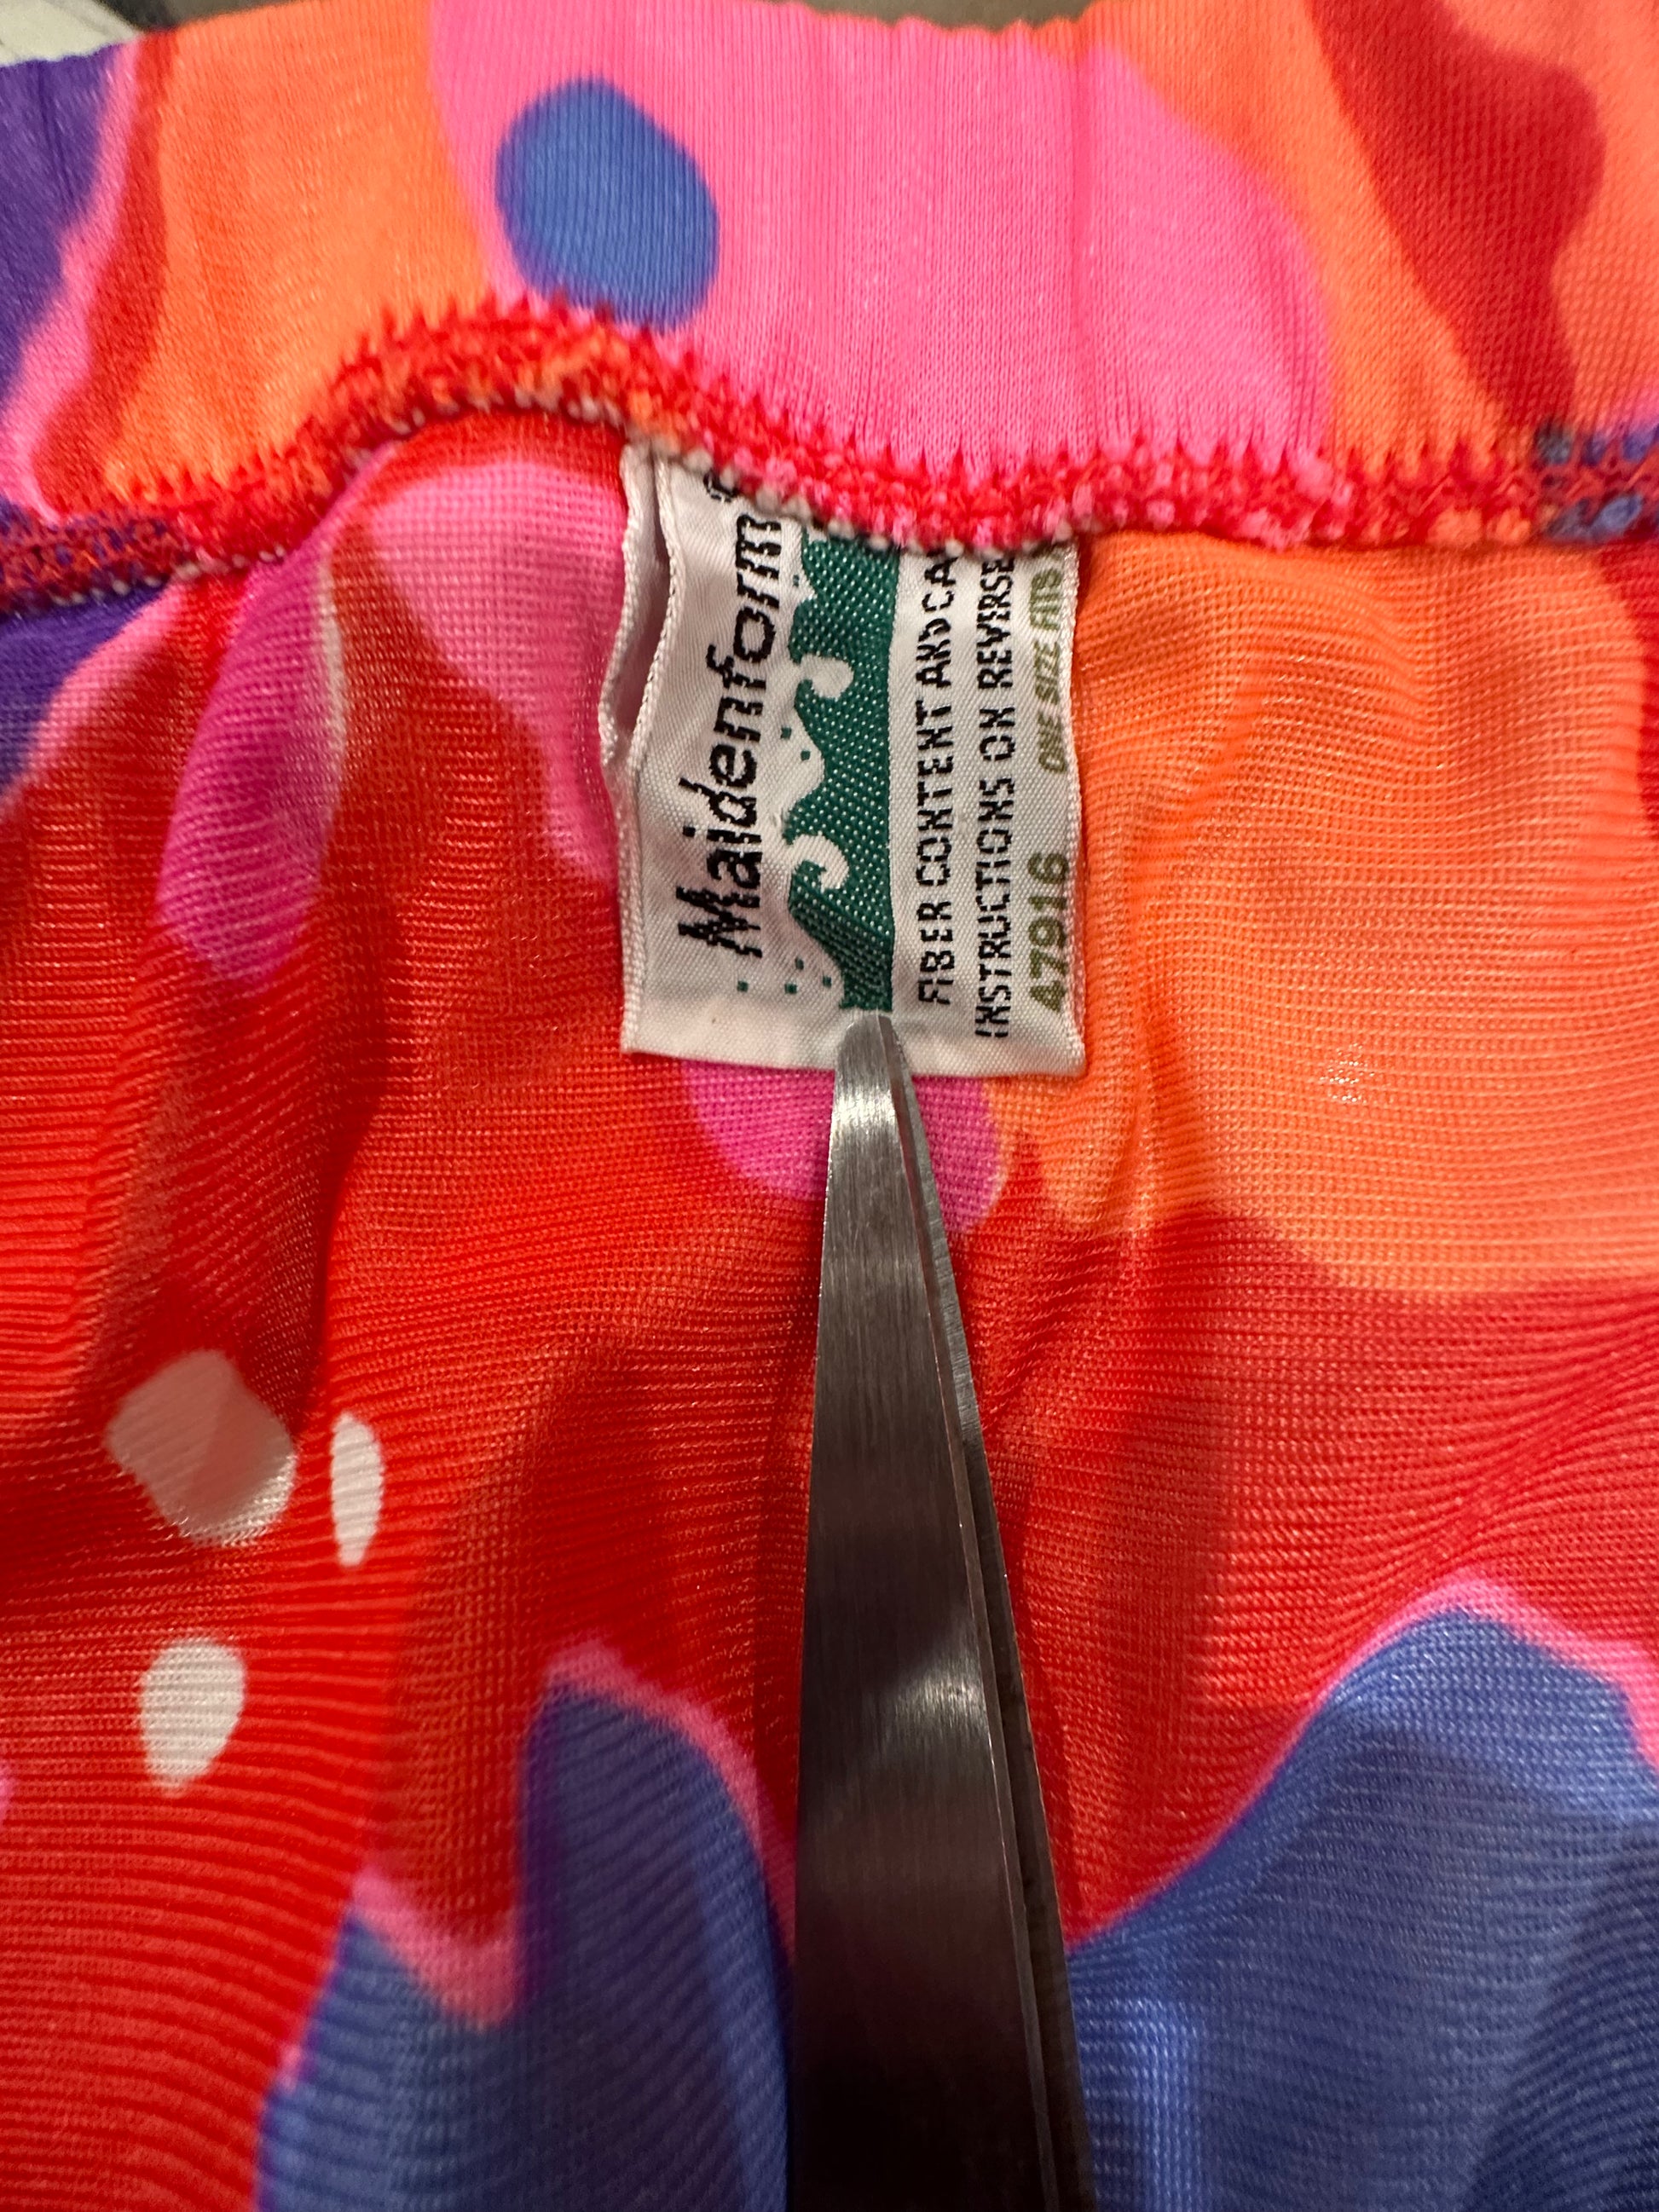 Maidenform
FIBER CONTENT AND CA
INSTRUCTIONS ON REVERSE
47916 ONE SIZE FITS